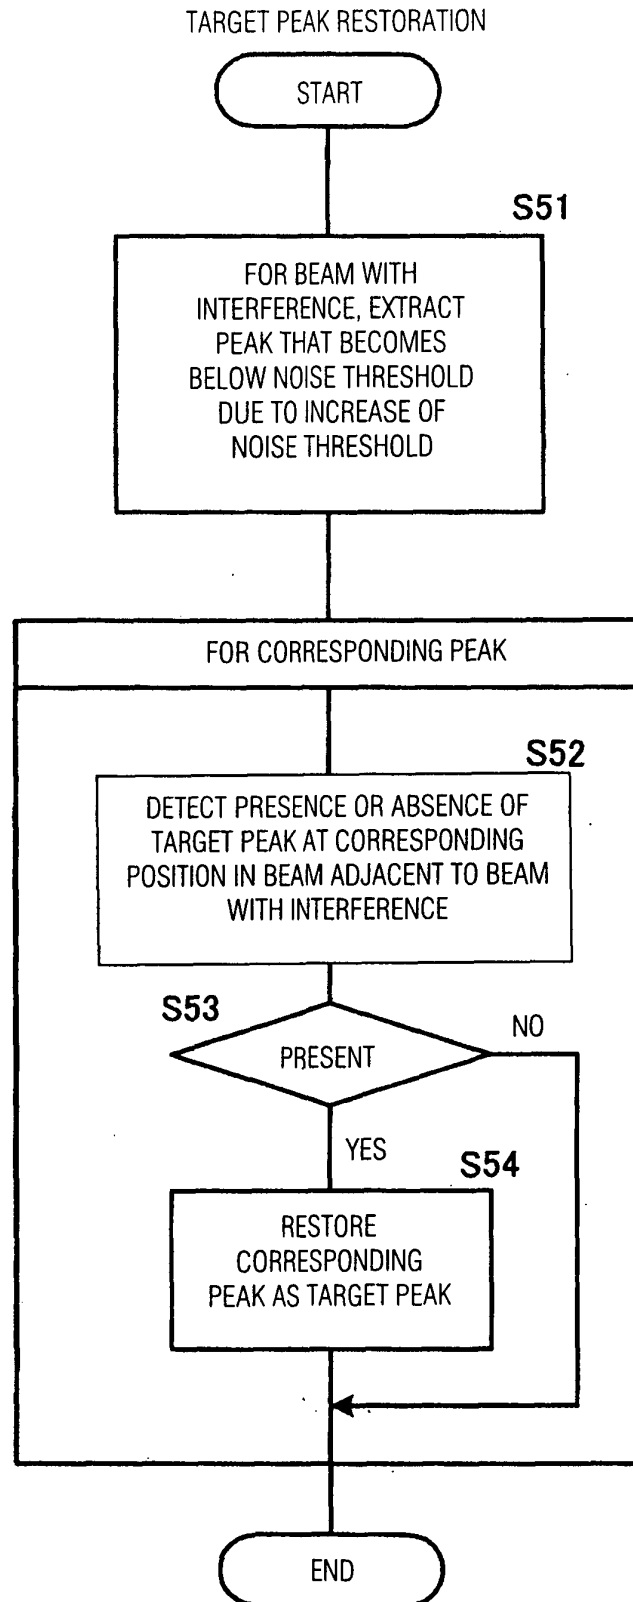 TARGET PEAK RESTORATION
START
S51
FOR BEAM WITH
INTERFERENCE, EXTRACT
PEAK THAT BECOMES
BELOW NOISE THRESHOLD
DUE TO INCREASE OF
NOISE THRESHOLD
FOR CORRESPONDING PEAK
S52
DETECT PRESENCE OR ABSENCE OF
TARGET PEAK AT CORRESPONDING
POSITION IN BEAM ADJACENT TO BEAM
WITH INTERFERENCE
S53
NO
PRESENT
YES
S54
RESTORE
CORRESPONDING
PEAK AS TARGET PEAK
END